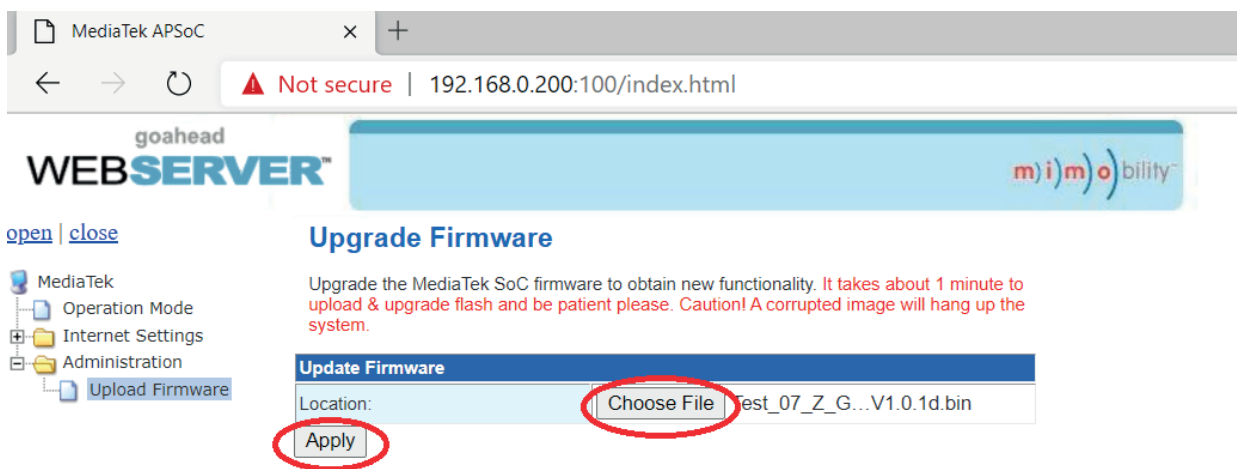 MediaTek APSoC
Not secure | 192.168.0.200:100/index.html
goahead
WEBSERVER™
m)i)m)o)bility™
open | close
Upgrade Firmware
Upgrade the MediaTek SoC firmware to obtain new functionality. It takes about 1 minute to
upload & upgrade flash and be patient please. Caution! A corrupted image will hang up the
system.
MediaTek
Operation Mode
Internet Settings
Administration
Upload Firmware
Update Firmware
Location: Choose File Test_07_Z_G...V1.0.1d.bin
Apply